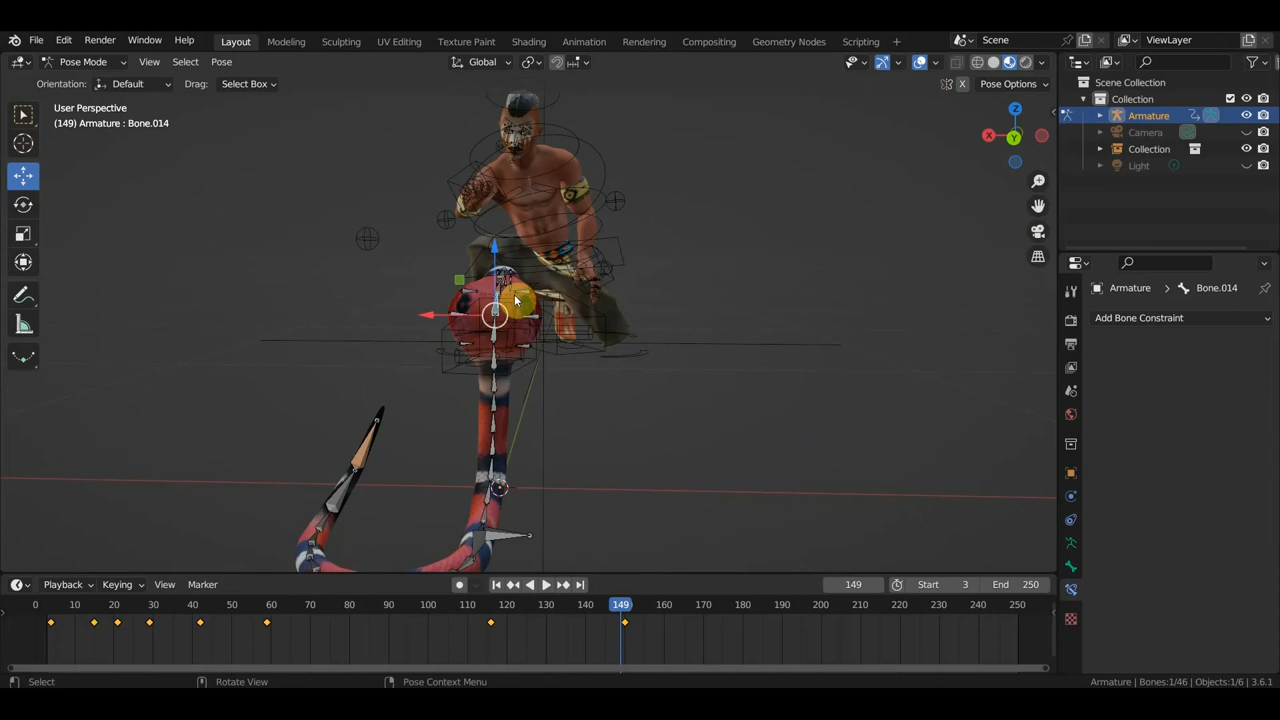 File Edit Render Window Help Layout Modeling Sculpting UV Editing Texture Paint Shading Animation Rendering Compositing Geometry Nodes Scripting + Scene ViewLayer
Pose Mode View Select Pose Global
Orientation: Default Drag: Select Box X Pose Options
User Perspective
(149) Armature : Bone.014
Z
X
Y
Scene Collection
Collection
Armature
Camera
Collection
Light
Armature > Bone.014
Add Bone Constraint
Playback Keying View Marker 149 Start 3 End 250
0 10 20 30 40 50 60 70 80 90 100 110 120 130 140 149 160 170 180 190 200 210 220 230 240 250
Select Rotate View Pose Context Menu Armature | Bones:1/46 | Objects:1/6 | 3.6.1